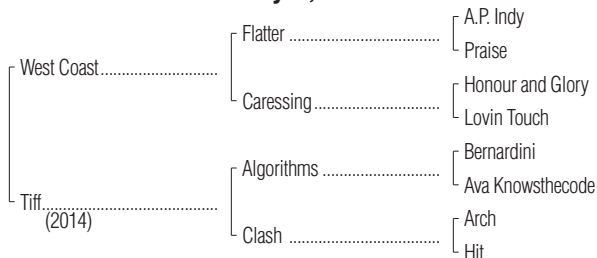 A.P. Indy
Flatter
Praise
West Coast
Honour and Glory
Caressing
Lovin Touch
Bernardini
Algorithms
Ava Knowsthecode
Tiff
(2014)
Arch
Clash
Hit